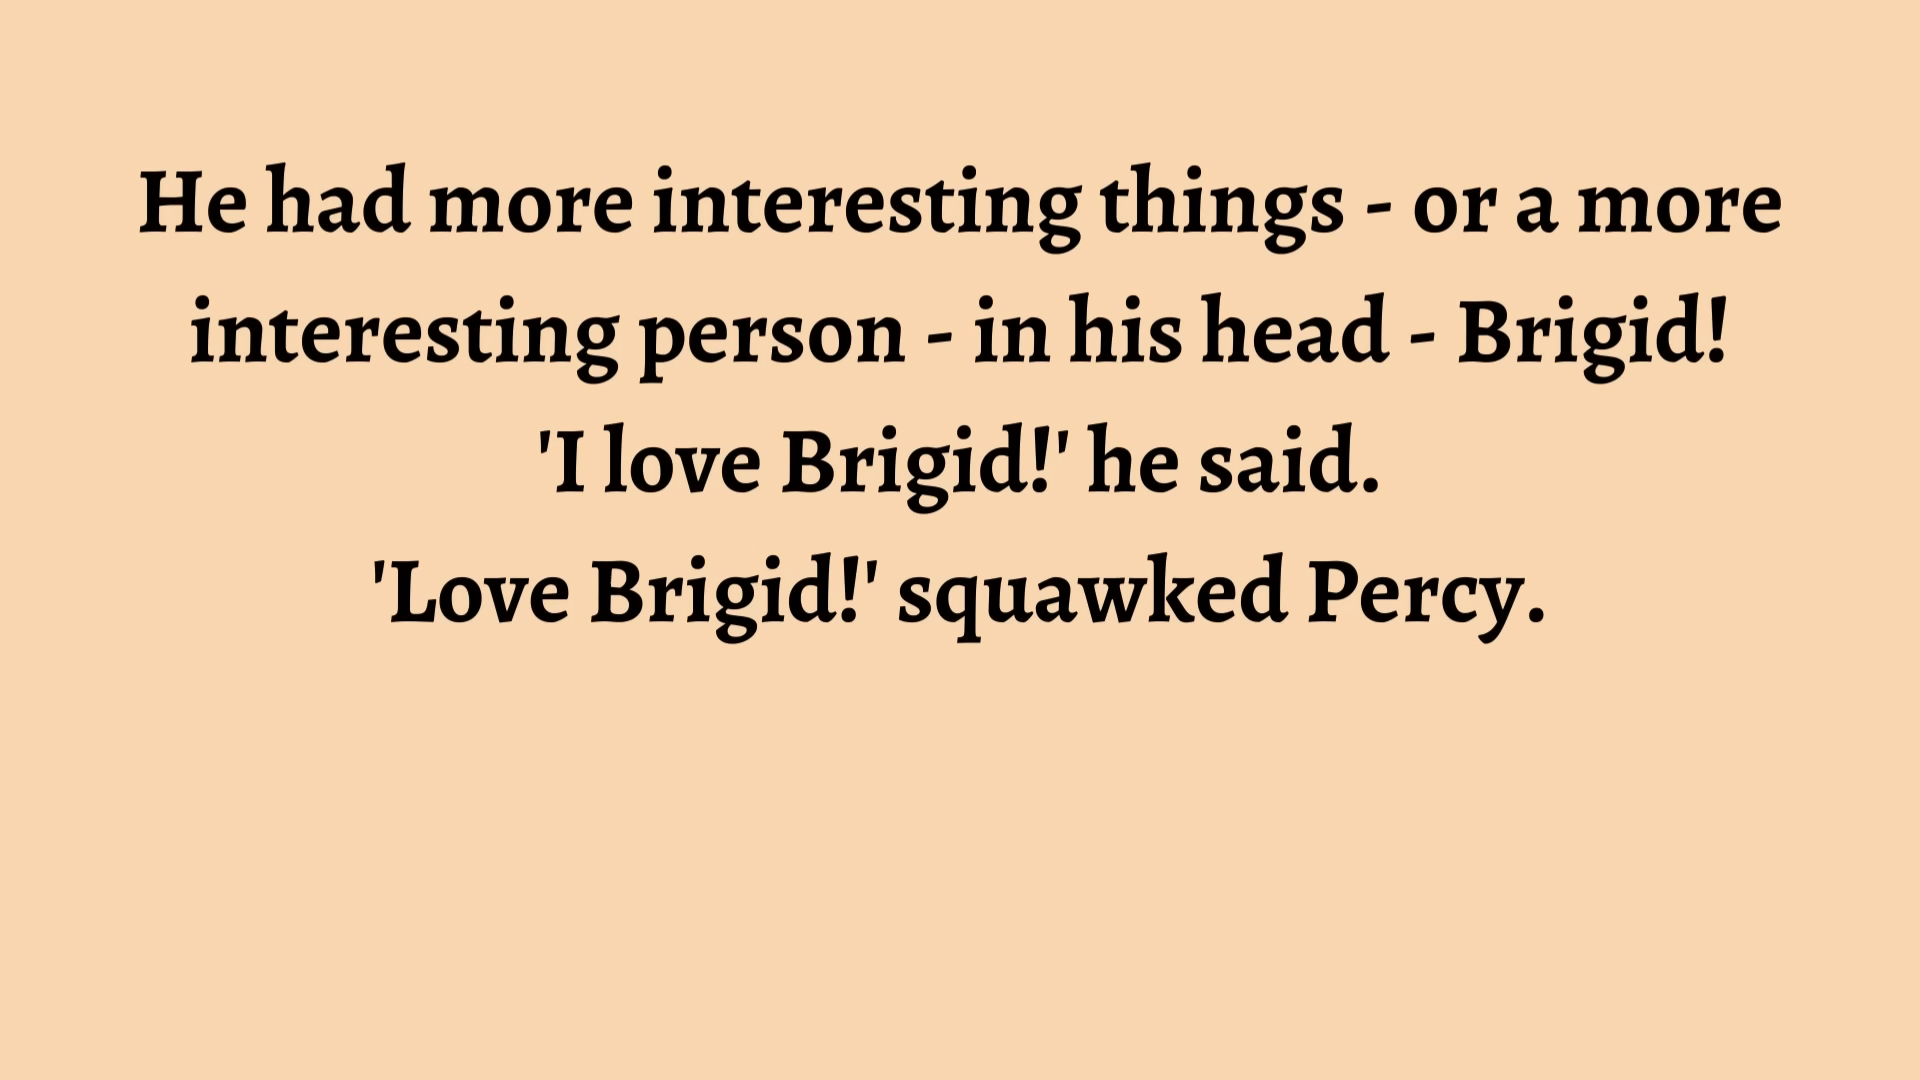 He had more interesting things - or a more
interesting person - in his head - Brigid!
'I love Brigid!' he said.
'Love Brigid!' squawked Percy.